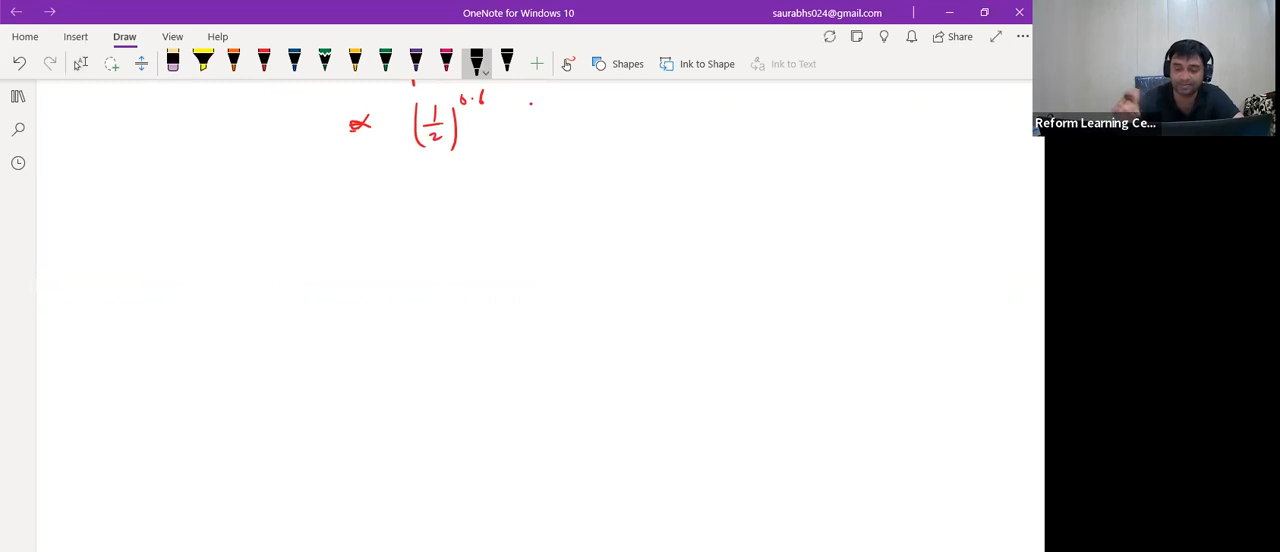 OneNote for Windows 10
saurabhs024@gmail.com
Home Insert Draw View Help
Share
Shapes Ink to Shape Ink to Text
∝ (1/2)^6.6
Reform Learning Ce...